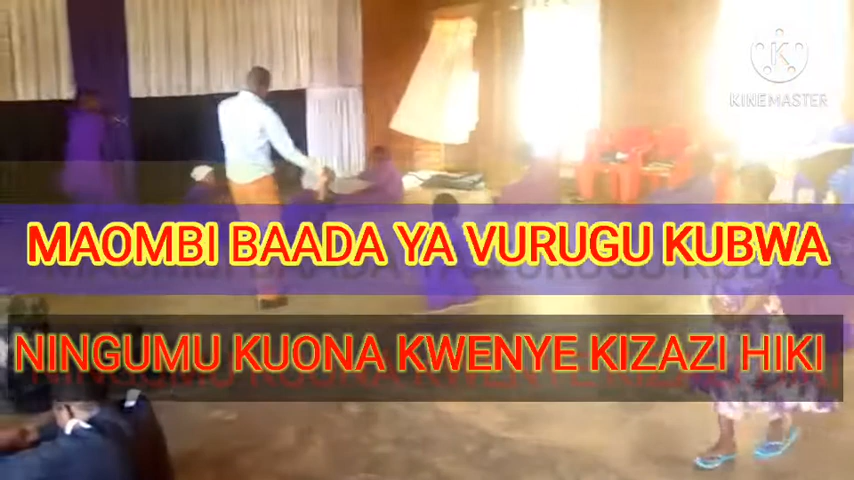 K
KINEMASTER
MAOMBI BAADA YA VURUGU KUBWA
NINGUMU KUONA KWENYE KIZAZI HIKI